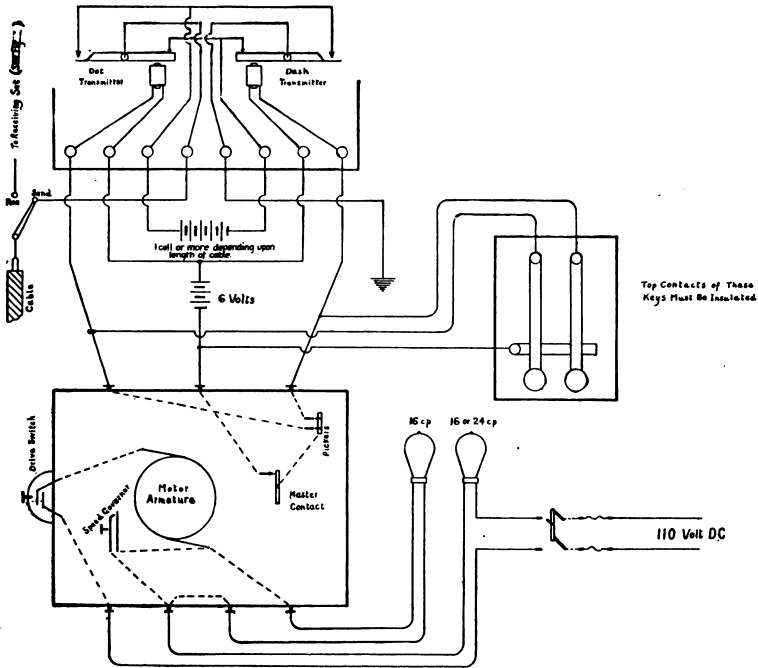 To Receiving Set
Dot
Transmitter
Dash
Transmitter
Rec
Send
Cable
1 cell or more depending upon
length of cable.
6 Volts
Top Contacts of These
Keys Must Be Insulated
16 cp
16 or 24 cp
Drive Switch
Pickers
Motor
Armature
Speed Governor
Master
Contact
110 Volt DC